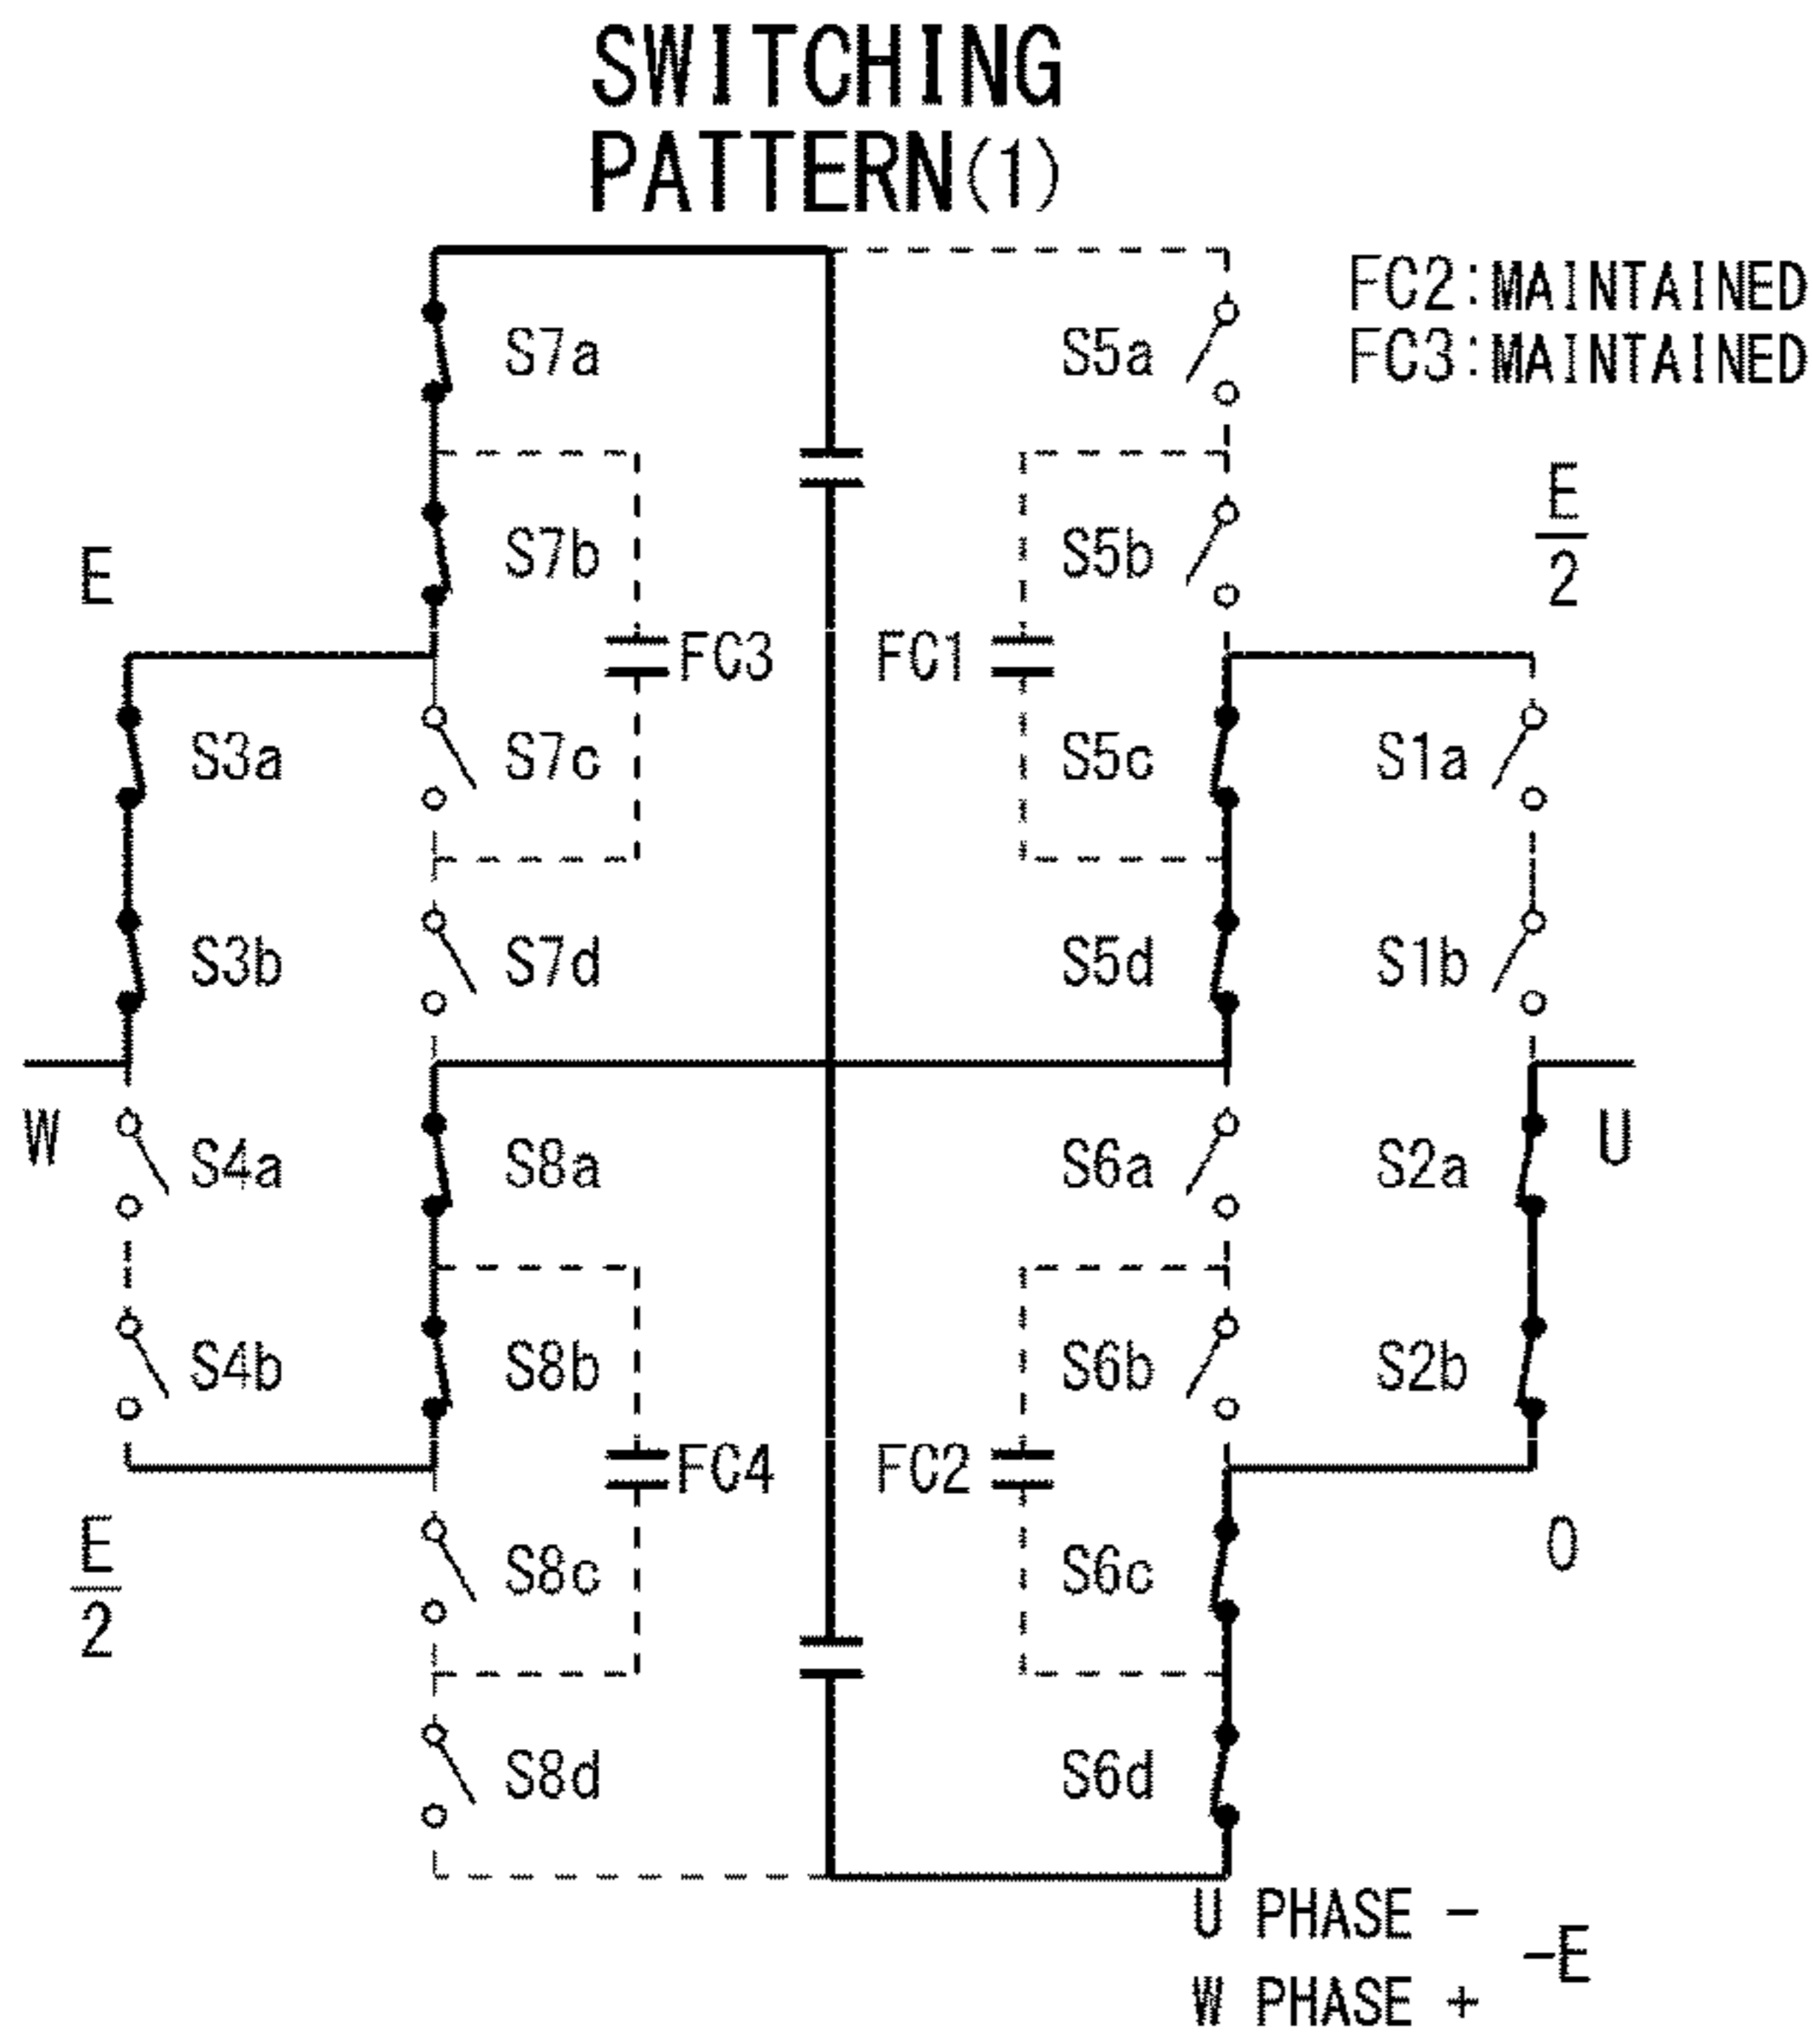 SWITCHING
PATTERN(1)
FC2:MAINTAINED
FC3:MAINTAINED
S7a
S5a
E
2
S7b
S5b
E
FC3
FC1
S3a
S7c
S5c
S1a
S3b
S7d
S5d
S1b
W
S4a
S8a
S6a
S2a
U
S4b
S8b
S6b
S2b
FC4
FC2
E
2
S8c
S6c
0
S8d
S6d
U PHASE -
-E
W PHASE +